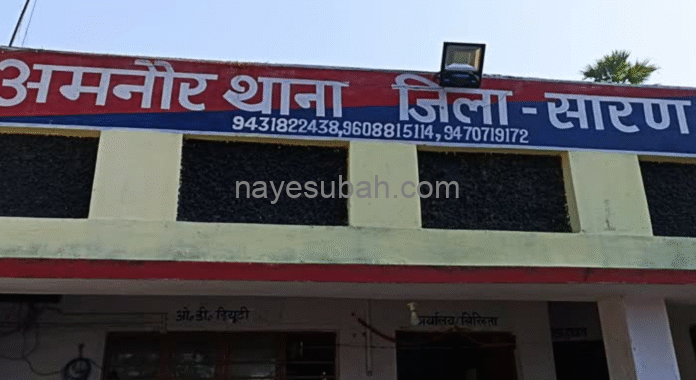 अमनौर थाना जिला - सारण
9431822438,9608815114,9470719172
nayesubah.com
ओ.डी. डियूटी